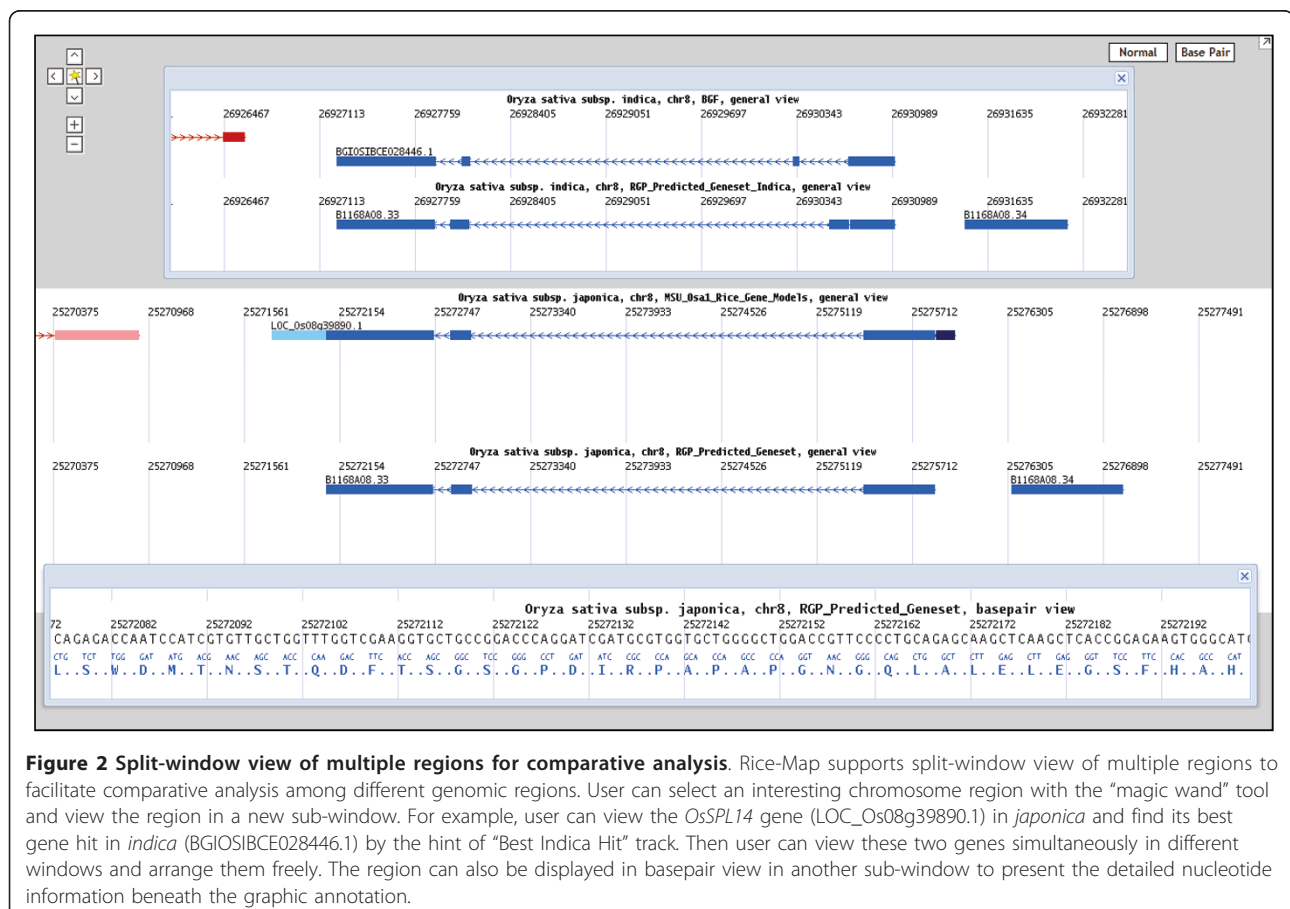 Normal Base Pair
Oryza sativa subsp. indica, chr8, BGF, general view
26926467 26927113 26927759 26928405 26929051 26929697 26930343 26930989 26931635 26932281
BGIOSIBCE028446.1
Oryza sativa subsp. indica, chr8, RGP_Predicted_Geneset_Indica, general view
26926467 26927113 26927759 26928405 26929051 26929697 26930343 26930989 26931635 26932281
B1168A08.33 B1168A08.34
Oryza sativa subsp. japonica, chr8, MSU_Osa1_Rice_Gene_Models, general view
25270375 25270968 25271561 25272154 25272747 25273340 25273933 25274526 25275119 25275712 25276305 25276898 25277491
LOC_Os08g39890.1
Oryza sativa subsp. japonica, chr8, RGP_Predicted_Geneset, general view
25270375 25270968 25271561 25272154 25272747 25273340 25273933 25274526 25275119 25275712 25276305 25276898 25277491
B1168A08.33 B1168A08.34
Oryza sativa subsp. japonica, chr8, RGP_Predicted_Geneset, basepair view
72 25272082 25272092 25272102 25272112 25272122 25272132 25272142 25272152 25272162 25272172 25272182 25272192
CAGAGACCAATCCATCGTGTTGCTGGTTTGGTCGAAGGTGCTGCCGGACCCAGGATCGATGCGTGGTGCTGGGGCTGGACCGTTCCCCTGCAGAGCAAGCTCAAGCTCACCGGAGAAGTGGGCATG
CTG TCT TGG GAT ATG ACG AAC AGC ACC CAA GAC TTC ACC AGC GGC TCC GGG CCT GAT ATC CGC CCA GCA CCA GCC CCA GGT AAC GGG CAG CTG GCT CTT GAG CTT GAG GGT TCC TTC CAC GCC CAT
L..S..W..D..M..T..N..S..T..Q..D..F..T..S..G..S..G..P..D..I..R..P..A..P..A..P..G..N..G..Q..L..A..L..E..L..E..G..S..F..H..A..H.
Figure 2 Split-window view of multiple regions for comparative analysis. Rice-Map supports split-window view of multiple regions to
facilitate comparative analysis among different genomic regions. User can select an interesting chromosome region with the “magic wand” tool
and view the region in a new sub-window. For example, user can view the OsSPL14 gene (LOC_Os08g39890.1) in japonica and find its best
gene hit in indica (BGIOSIBCE028446.1) by the hint of “Best Indica Hit” track. Then user can view these two genes simultaneously in different
windows and arrange them freely. The region can also be displayed in basepair view in another sub-window to present the detailed nucleotide
information beneath the graphic annotation.